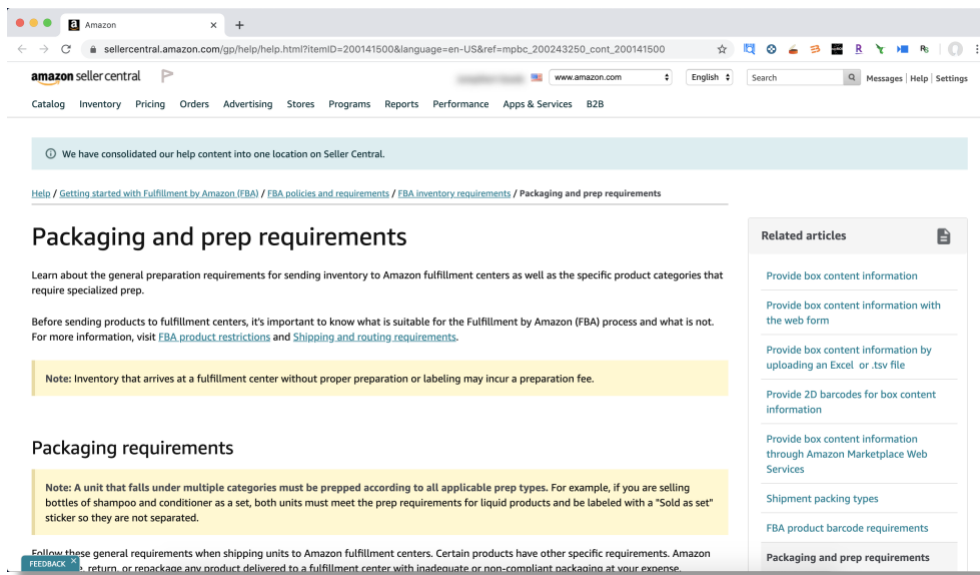 a Amazon × +
sellercentral.amazon.com/gp/help/help.html?itemID=200141500&language=en-US&ref=mpbc_200243250_cont_200141500
amazon seller central www.amazon.com English Search Messages | Help | Settings
Catalog Inventory Pricing Orders Advertising Stores Programs Reports Performance Apps & Services B2B
We have consolidated our help content into one location on Seller Central.
Help / Getting started with Fulfillment by Amazon (FBA) / FBA policies and requirements / FBA inventory requirements / Packaging and prep requirements
Packaging and prep requirements
Learn about the general preparation requirements for sending inventory to Amazon fulfillment centers as well as the specific product categories that
require specialized prep.
Before sending products to fulfillment centers, it's important to know what is suitable for the Fulfillment by Amazon (FBA) process and what is not.
For more information, visit FBA product restrictions and Shipping and routing requirements.
Note: Inventory that arrives at a fulfillment center without proper preparation or labeling may incur a preparation fee.
Packaging requirements
Note: A unit that falls under multiple categories must be prepped according to all applicable prep types. For example, if you are selling
bottles of shampoo and conditioner as a set, both units must meet the prep requirements for liquid products and be labeled with a "Sold as set"
sticker so they are not separated.
Follow these general requirements when shipping units to Amazon fulfillment centers. Certain products have other specific requirements. Amazon
return, or repackage any product delivered to a fulfillment center with inadequate or non-compliant packaging at your expense.
FEEDBACK ×
Related articles
Provide box content information
Provide box content information with
the web form
Provide box content information by
uploading an Excel or .tsv file
Provide 2D barcodes for box content
information
Provide box content information
through Amazon Marketplace Web
Services
Shipment packing types
FBA product barcode requirements
Packaging and prep requirements